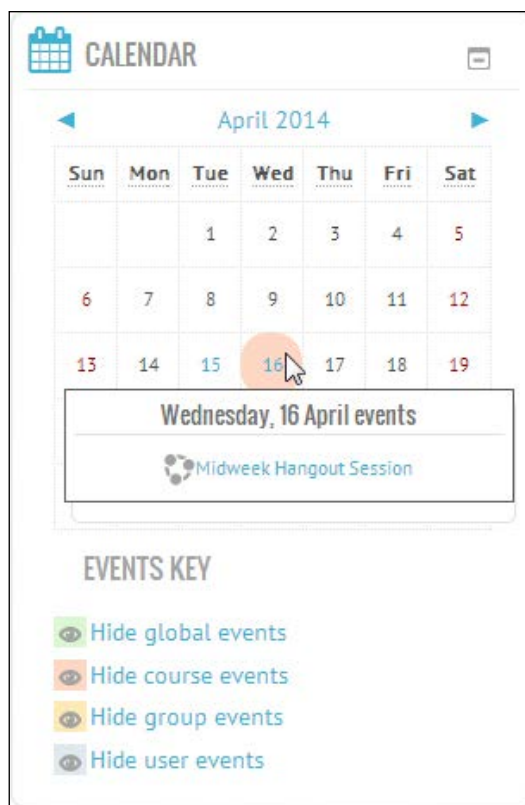 CALENDAR
April 2014
Sun Mon Tue Wed Thu Fri Sat
1 2 3 4 5
6 7 8 9 10 11 12
13 14 15 16 17 18 19
Wednesday, 16 April events
Midweek Hangout Session
EVENTS KEY
Hide global events
Hide course events
Hide group events
Hide user events